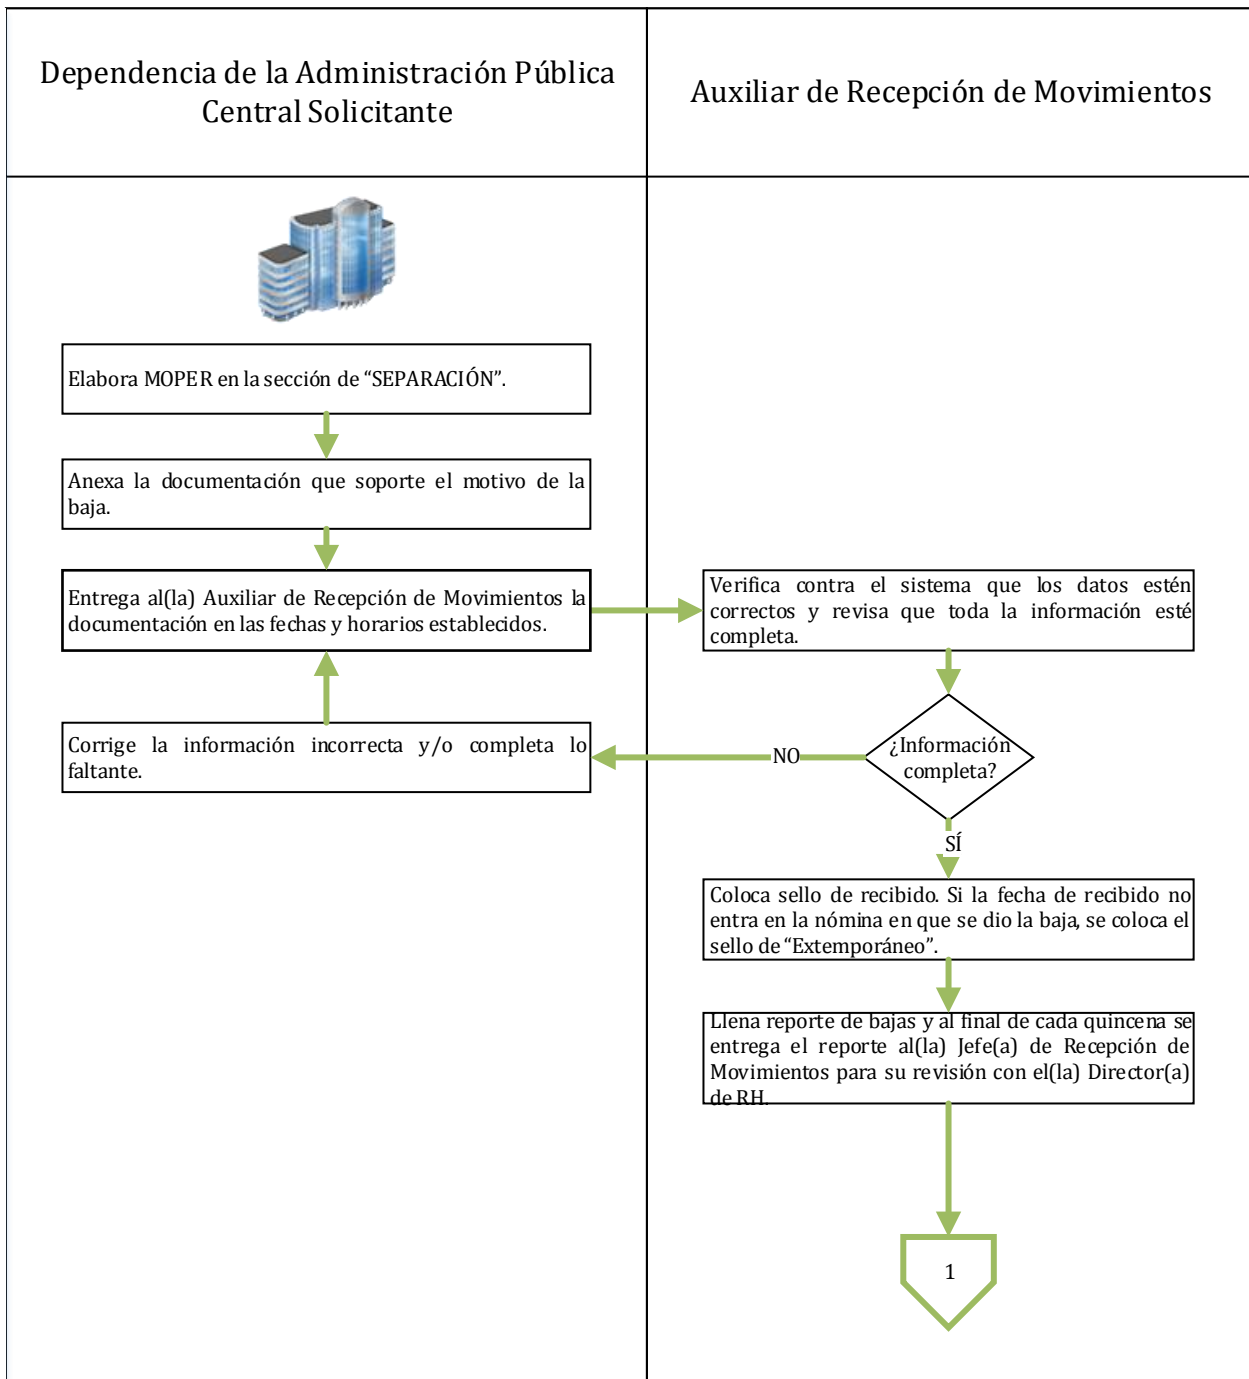 Dependencia de la Administración Pública
Central Solicitante
Auxiliar de Recepción de Movimientos
Elabora MOPER en la sección de “SEPARACIÓN”.
Anexa la documentación que soporte el motivo de la
baja.
Entrega al(la) Auxiliar de Recepción de Movimientos la
documentación en las fechas y horarios establecidos.
Verifica contra el sistema que los datos estén
correctos y revisa que toda la información esté
completa.
Corrige la información incorrecta y/o completa lo
faltante.
NO
¿Información
completa?
SÍ
Coloca sello de recibido. Si la fecha de recibido no
entra en la nómina en que se dio la baja, se coloca el
sello de “Extemporáneo”.
Llena reporte de bajas y al final de cada quincena se
entrega el reporte al(la) Jefe(a) de Recepción de
Movimientos para su revisión con el(la) Director(a)
de RH.
1